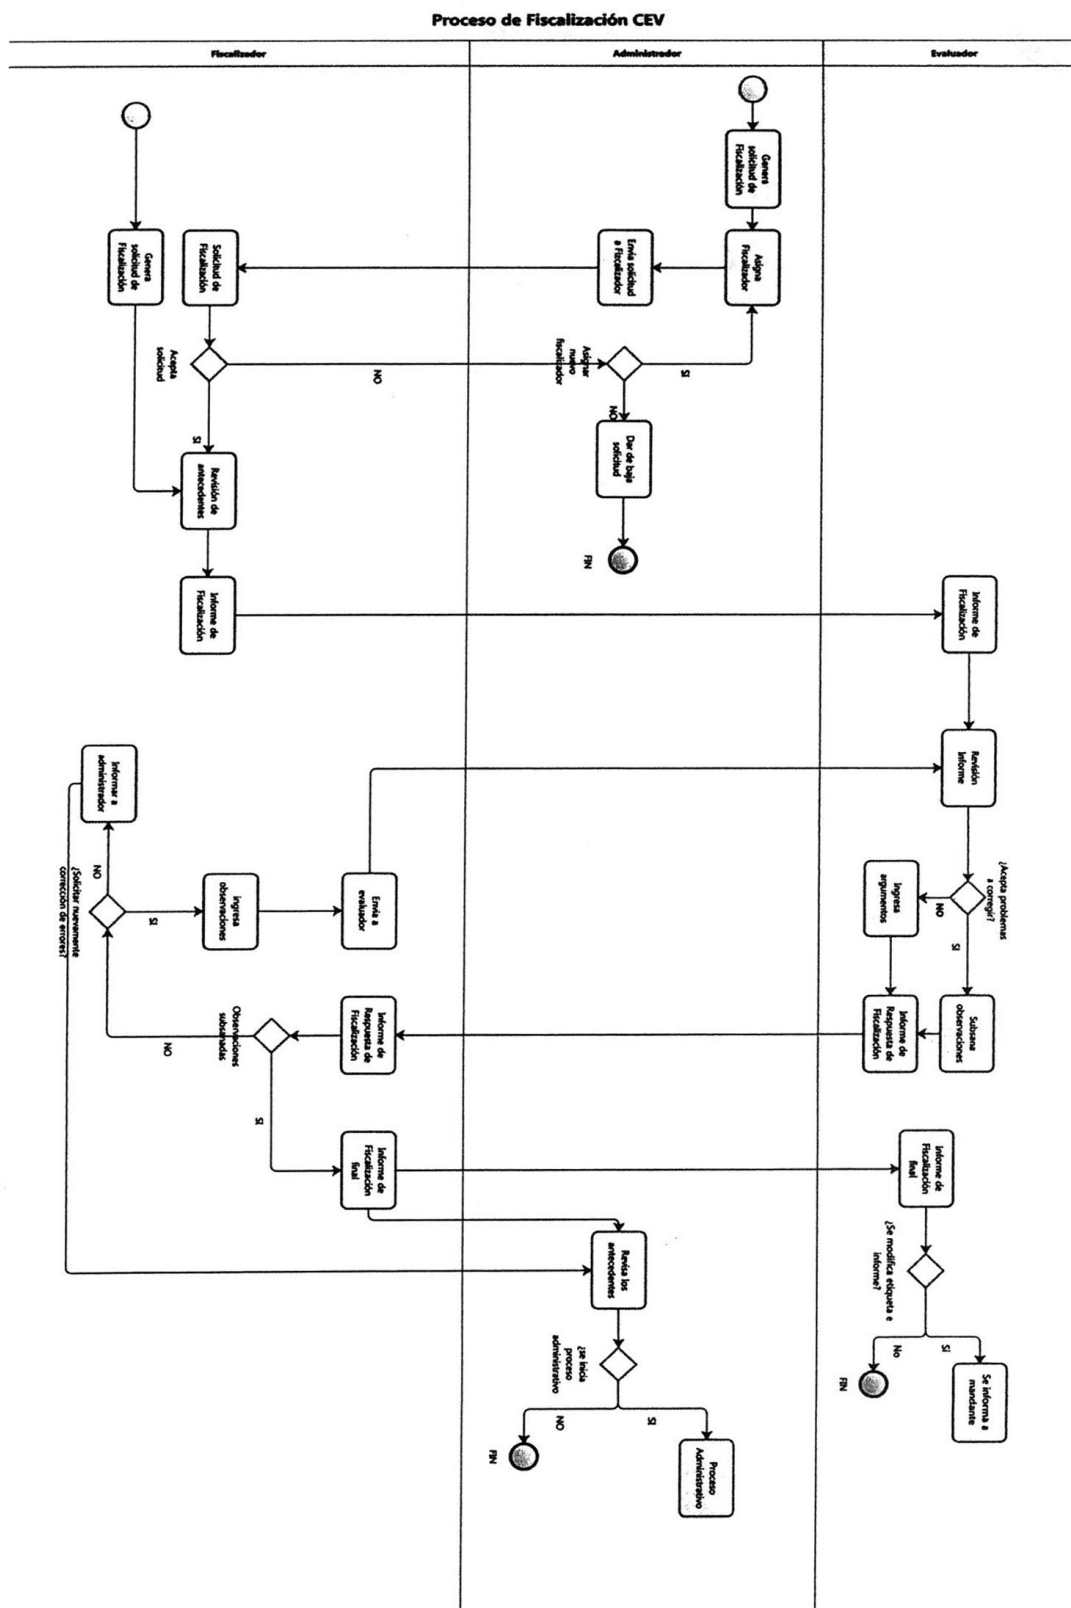 Proceso de Fiscalización CEV
Fiscalizador
Administrador
Evaluador
Genera
solicitud de
Fiscalización
Asigna
Fiscalizador
Envia solicitud
a Fizcalizador
Solicitud de
Fiscalización
Genera
solicitud de
Fiscalización
Acepta
solicitud
NO
SI
Asignar
nuevo
fiscalizador
SI
NO
Dar de baja
solicitud
FIN
Revisión de
antecedentes
Informe de
Fiscalización
Informe de
Fiscalización
Revisión
Informe
¿Acepta problemas
a corregir?
NO
SI
Ingresa
argumentos
Subsana
observaciones
Informe de
Respuesta de
Fiscalización
Informe de
Respuesta de
Fiscalización
Observaciones
subsanadas
NO
SI
¿Solicitar nuevamente
corrección de errores?
NO
SI
Informar a
administrador
ingresa
observaciones
Envia a
evaluador
Informe de
Fiscalización
final
Informe de
Fiscalización
final
¿Se modifica etiqueta e
informe?
SI
No
Se informa a
mandante
FIN
Revisa los
antecedentes
¿se inicia
proceso
administrativo
SI
NO
Proceso
Administrativo
FIN